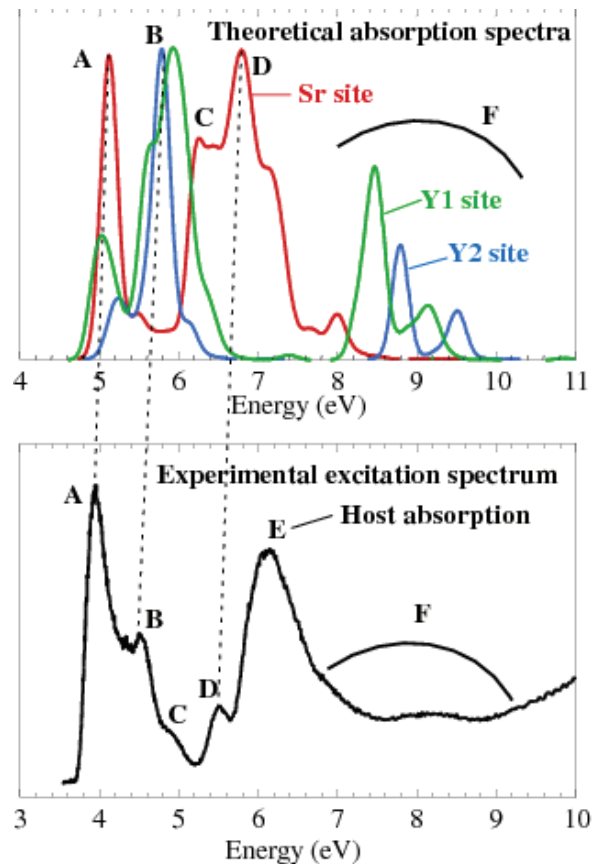 Theoretical absorption spectra
A
B
C
D
Sr site
F
Y1 site
Y2 site
4 5 6 7 8 9 10 11
Energy (eV)
Experimental excitation spectrum
A
E Host absorption
B
F
D
C
3 4 5 6 7 8 9 10
Energy (eV)